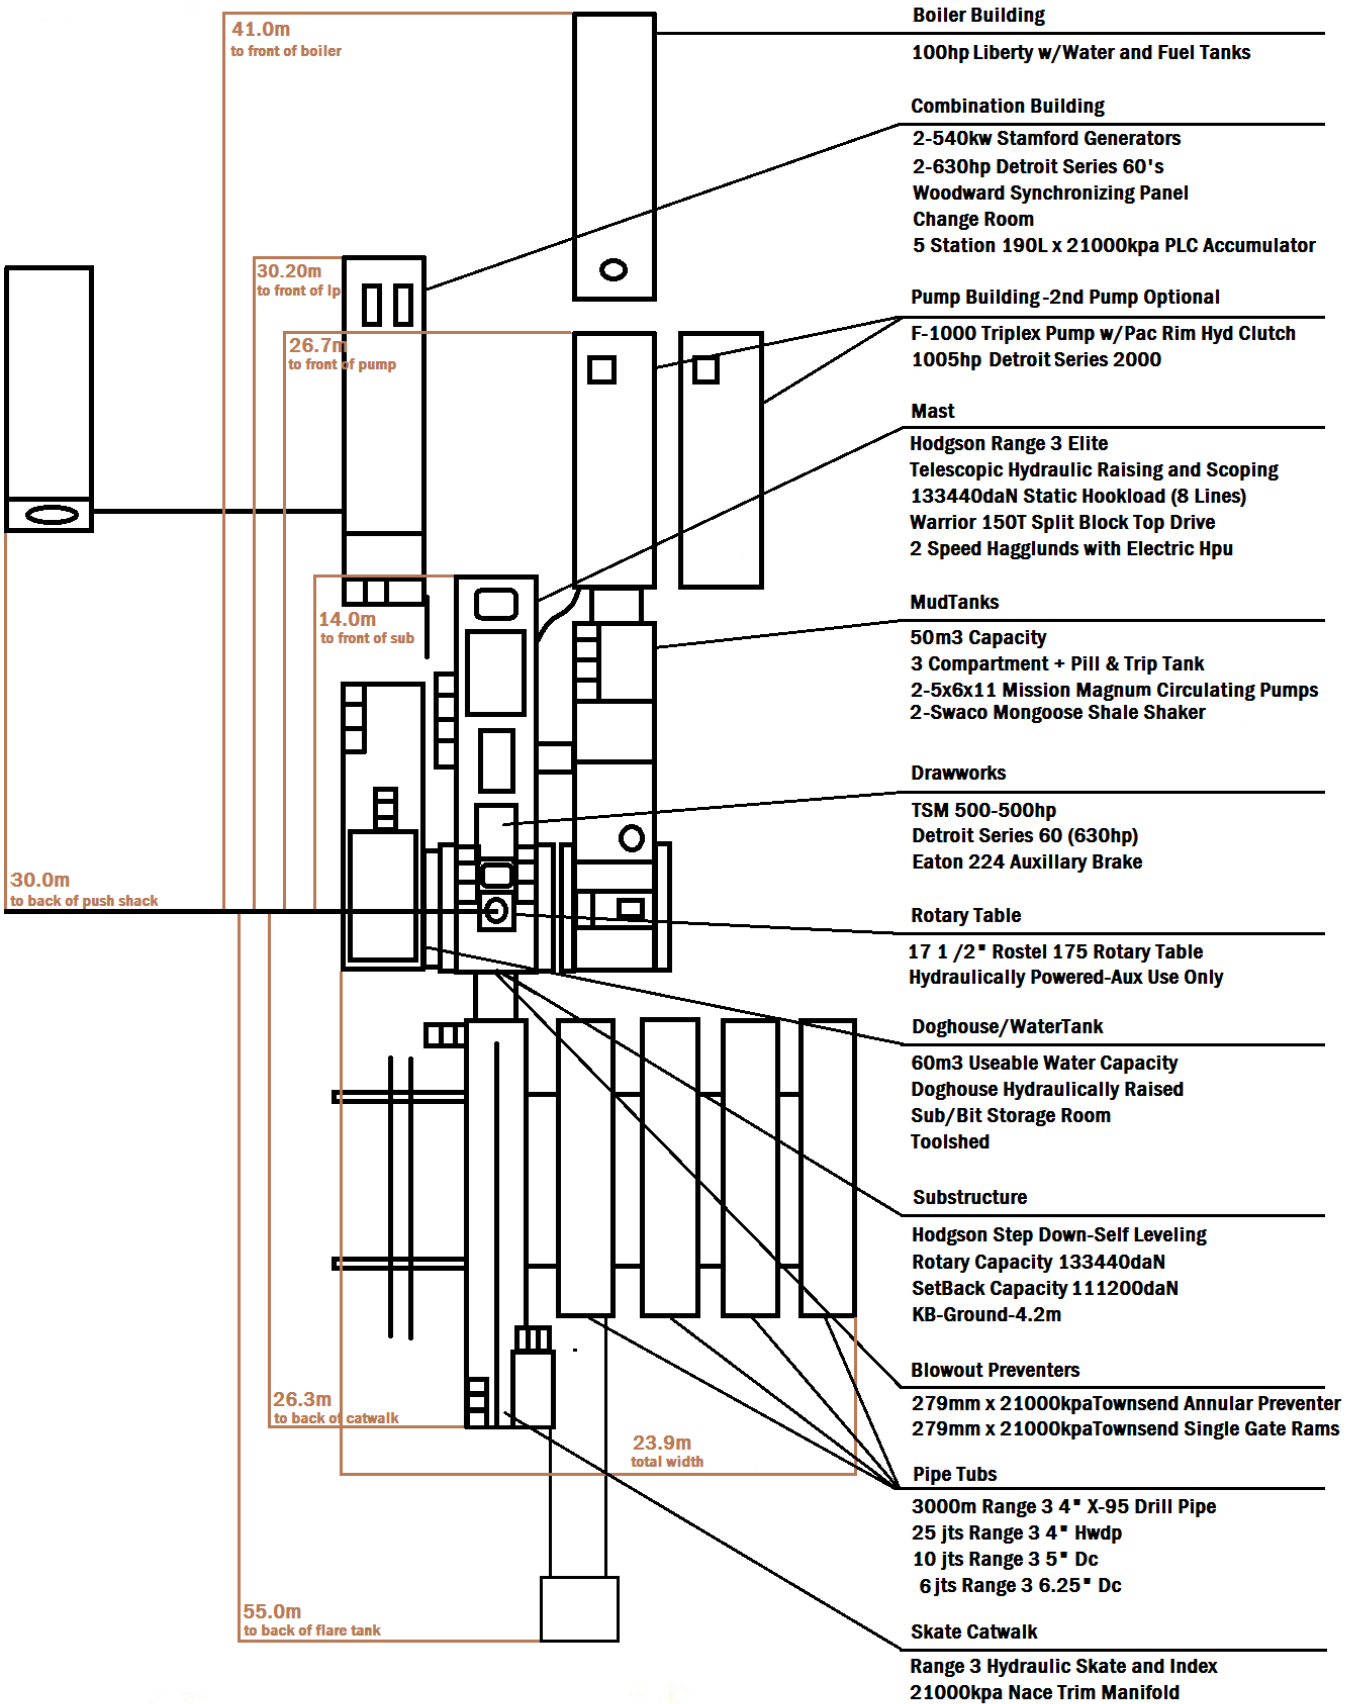 41.0m
to front of boiler
30.20m
to front of lp
26.7m
to front of pump
14.0m
to front of sub
30.0m
to back of push shack
26.3m
to back of catwalk
23.9m
total width
55.0m
to back of flare tank
Boiler Building
100hp Liberty w/Water and Fuel Tanks
Combination Building
2-540kw Stamford Generators
2-630hp Detroit Series 60's
Woodward Synchronizing Panel
Change Room
5 Station 190L x 21000kpa PLC Accumulator
Pump Building-2nd Pump Optional
F-1000 Triplex Pump w/Pac Rim Hyd Clutch
1005hp Detroit Series 2000
Mast
Hodgson Range 3 Elite
Telescopic Hydraulic Raising and Scoping
133440daN Static Hookload (8 Lines)
Warrior 150T Split Block Top Drive
2 Speed Hagglunds with Electric Hpu
MudTanks
50m3 Capacity
3 Compartment + Pill & Trip Tank
2-5x6x11 Mission Magnum Circulating Pumps
2-Swaco Mongoose Shale Shaker
Drawworks
TSM 500-500hp
Detroit Series 60 (630hp)
Eaton 224 Auxillary Brake
Rotary Table
17 1 /2" Rostel 175 Rotary Table
Hydraulically Powered-Aux Use Only
Doghouse/WaterTank
60m3 Useable Water Capacity
Doghouse Hydraulically Raised
Sub/Bit Storage Room
Toolshed
Substructure
Hodgson Step Down-Self Leveling
Rotary Capacity 133440daN
SetBack Capacity 111200daN
KB-Ground-4.2m
Blowout Preventers
279mm x 21000kpaTownsend Annular Preventer
279mm x 21000kpaTownsend Single Gate Rams
Pipe Tubs
3000m Range 3 4" X-95 Drill Pipe
25 jts Range 3 4" Hwdp
10 jts Range 3 5" Dc
6 jts Range 3 6.25" Dc
Skate Catwalk
Range 3 Hydraulic Skate and Index
21000kpa Nace Trim Manifold